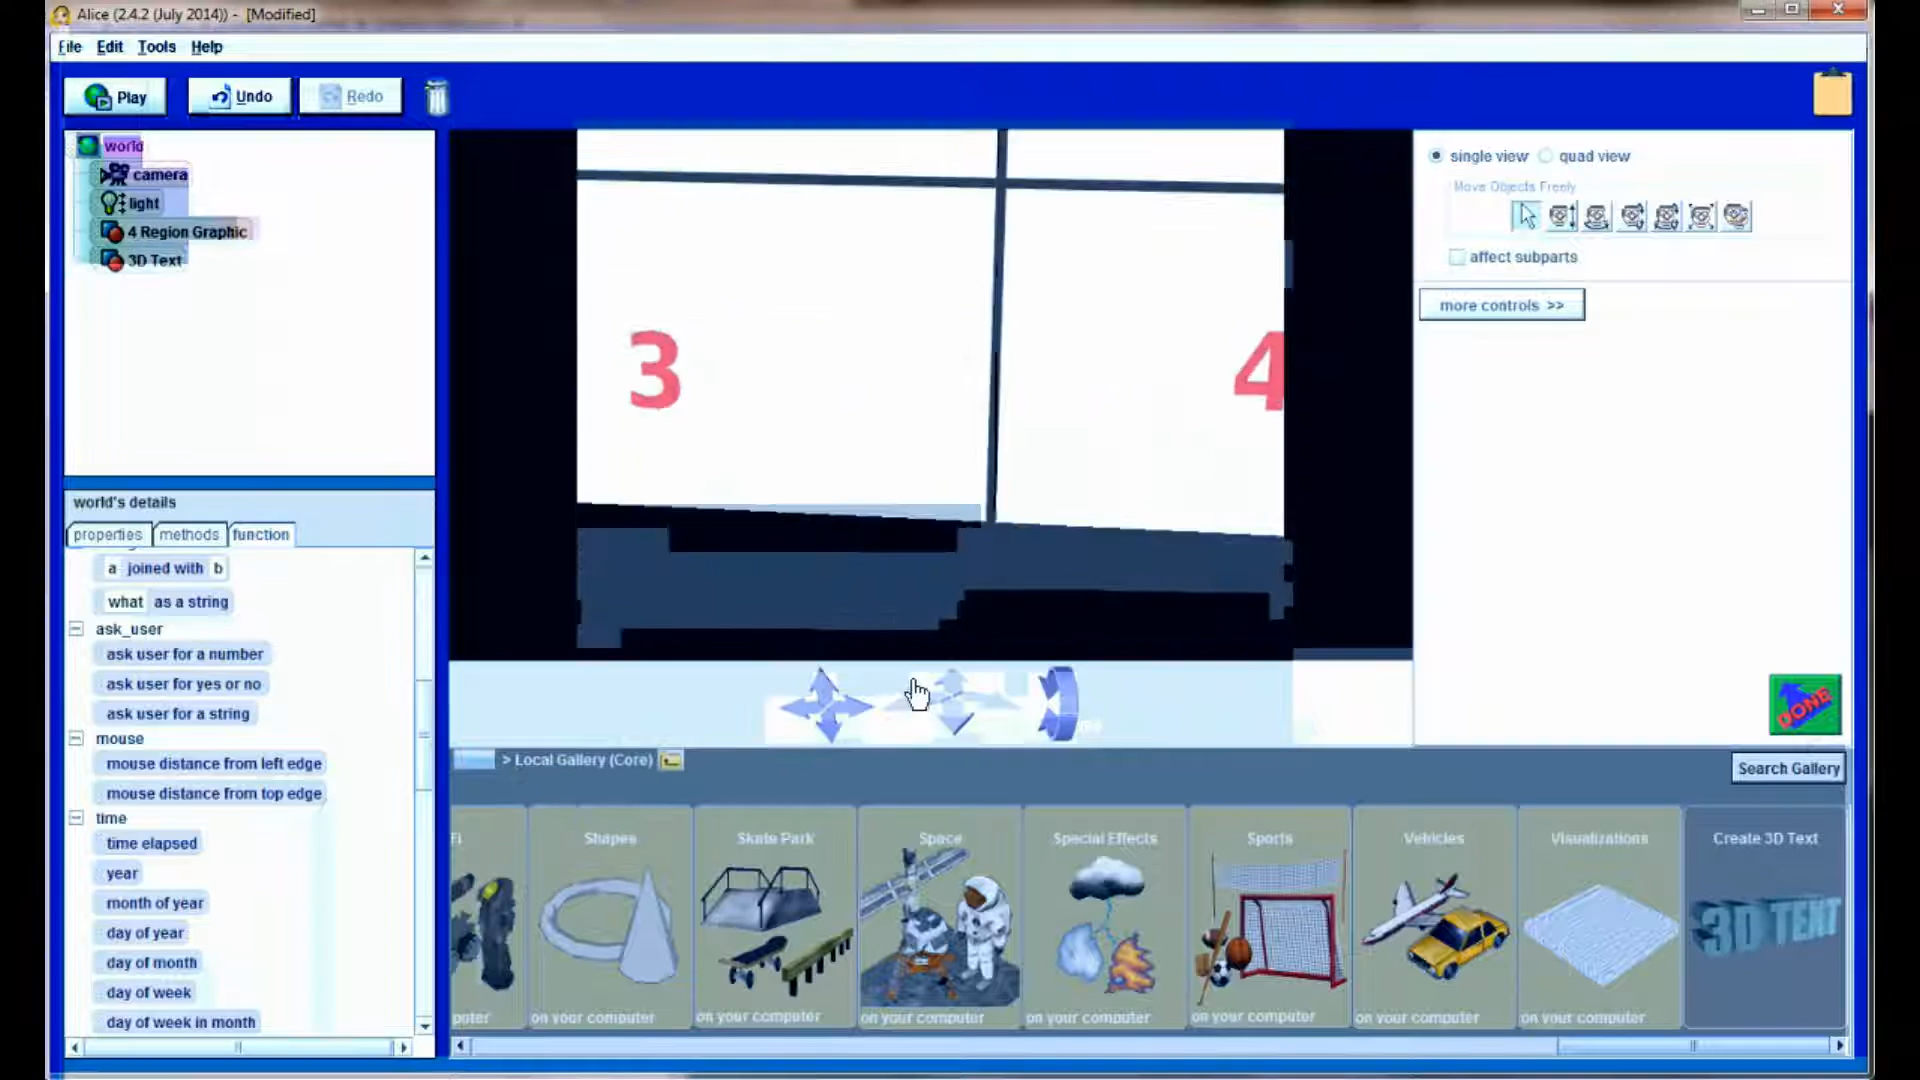 Alice (2.4.2 (July 2014)) - [Modified]
File Edit Tools Help
Play Undo Redo
world
camera
light
4 Region Graphic
3D Text
3
4
single view quad view
Move Objects Freely
affect subparts
more controls >>
world's details
properties methods function
a joined with b
what as a string
ask_user
ask user for a number
ask user for yes or no
ask user for a string
mouse
mouse distance from left edge
mouse distance from top edge
time
time elapsed
year
month of year
day of year
day of month
day of week
day of week in month
DONE
> Local Gallery (Core)
Search Gallery
Shapes Skate Park Space Special Effects Sports Vehicles Visualizations Create 3D Text
3D TEXT
on your computer on your computer on your computer on your computer on your computer on your computer on your computer